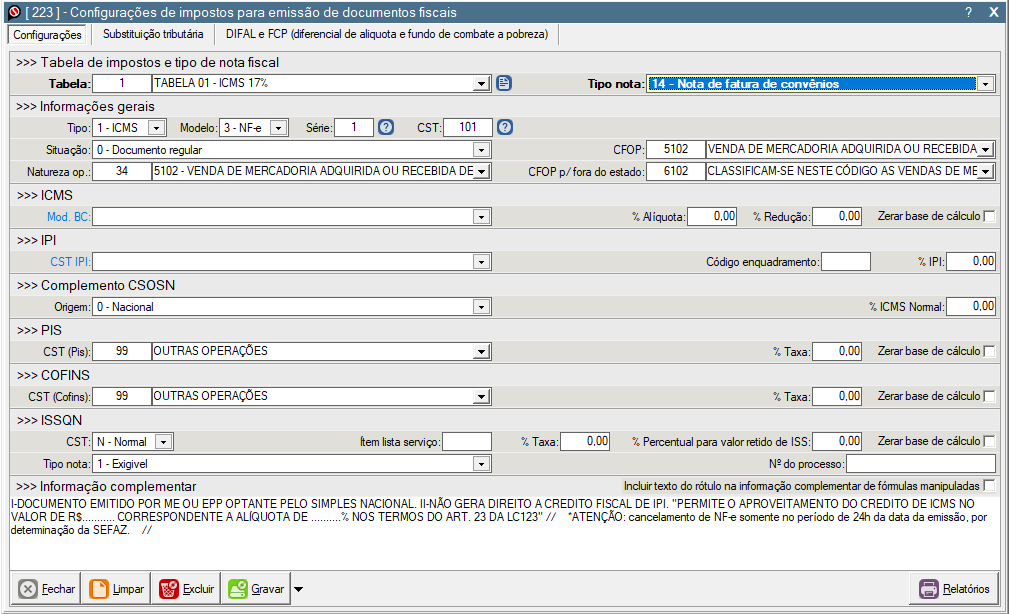 [ 223 ] - Configurações de impostos para emissão de documentos fiscais ? X
Configurações Substituição tributária DIFAL e FCP (diferencial de aliquota e fundo de combate a pobreza)
>>> Tabela de impostos e tipo de nota fiscal
Tabela: 1 TABELA 01 - ICMS 17% Tipo nota: 14 - Nota de fatura de convênios
>>> Informações gerais
Tipo: 1 - ICMS Modelo: 3 - NF-e Série: 1 ? CST: 101 ?
Situação: 0 - Documento regular CFOP: 5102 VENDA DE MERCADORIA ADQUIRIDA OU RECEBIDA
Natureza op.: 34 5102 - VENDA DE MERCADORIA ADQUIRIDA OU RECEBIDA DE CFOP p/ fora do estado: 6102 CLASSIFICAM-SE NESTE CÓDIGO AS VENDAS DE ME
>>> ICMS
Mod. BC: % Alíquota: 0,00 % Redução: 0,00 Zerar base de cálculo
>>> IPI
CST IPI: Código enquadramento: % IPI: 0,00
>>> Complemento CSOSN
Origem: 0 - Nacional % ICMS Normal: 0,00
>>> PIS
CST (Pis): 99 OUTRAS OPERAÇÕES % Taxa: 0,00 Zerar base de cálculo
>>> COFINS
CST (Cofins): 99 OUTRAS OPERAÇÕES % Taxa: 0,00 Zerar base de cálculo
>>> ISSQN
CST: N - Normal Ítem lista serviço: % Taxa: 0,00 % Percentual para valor retido de ISS: 0,00 Zerar base de cálculo
Tipo nota: 1 - Exigivel Nº do processo:
>>> Informação complementar Incluir texto do rótulo na informação complementar de fórmulas manipuladas
I-DOCUMENTO EMITIDO POR ME OU EPP OPTANTE PELO SIMPLES NACIONAL. II-NÃO GERA DIREITO A CREDITO FISCAL DE IPI. "PERMITE O APROVEITAMENTO DO CREDITO DE ICMS NO
VALOR DE R$.......... CORRESPONDENTE A ALÍQUOTA DE ..........% NOS TERMOS DO ART. 23 DA LC123" // *ATENÇÃO: cancelamento de NF-e somente no período de 24h da data da emissão, por
determinação da SEFAZ. //
Fechar Limpar Excluir Gravar Relatórios